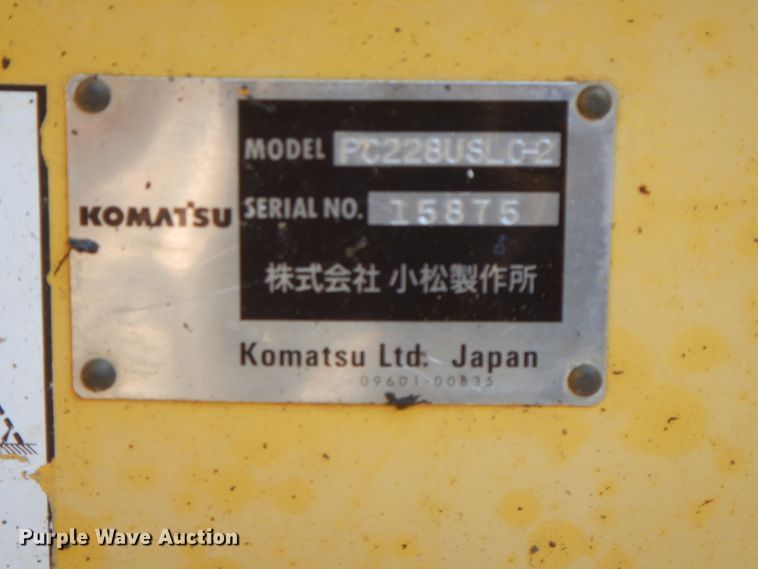 MODEL PC228USLC-2
KOMATSU SERIAL NO. 15875
株式会社 小松製作所
Komatsu Ltd. Japan
09601-00835
Purple Wave Auction